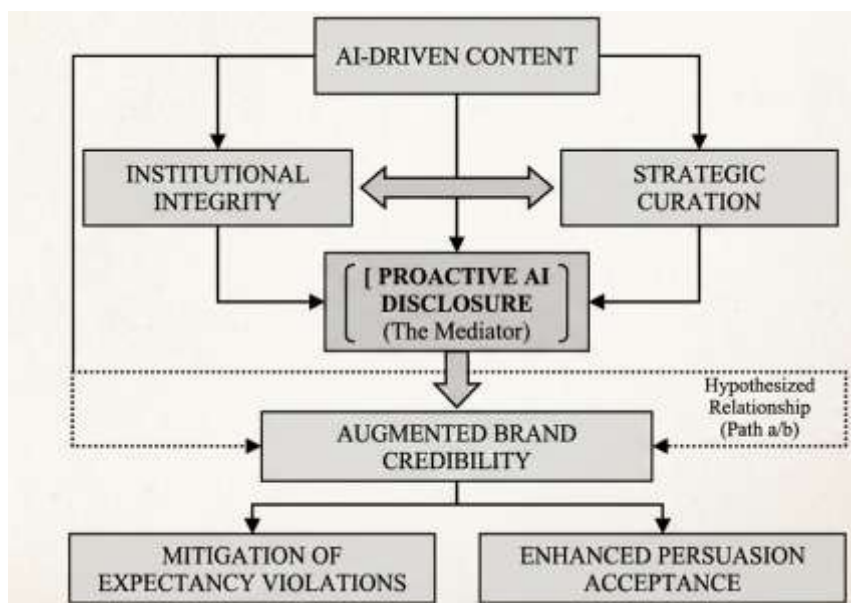 AI-DRIVEN CONTENT
INSTITUTIONAL
INTEGRITY
STRATEGIC
CURATION
[ PROACTIVE AI
DISCLOSURE
(The Mediator)
Hypothesized
Relationship
(Path a/b)
AUGMENTED BRAND
CREDIBILITY
MITIGATION OF
EXPECTANCY VIOLATIONS
ENHANCED PERSUASION
ACCEPTANCE